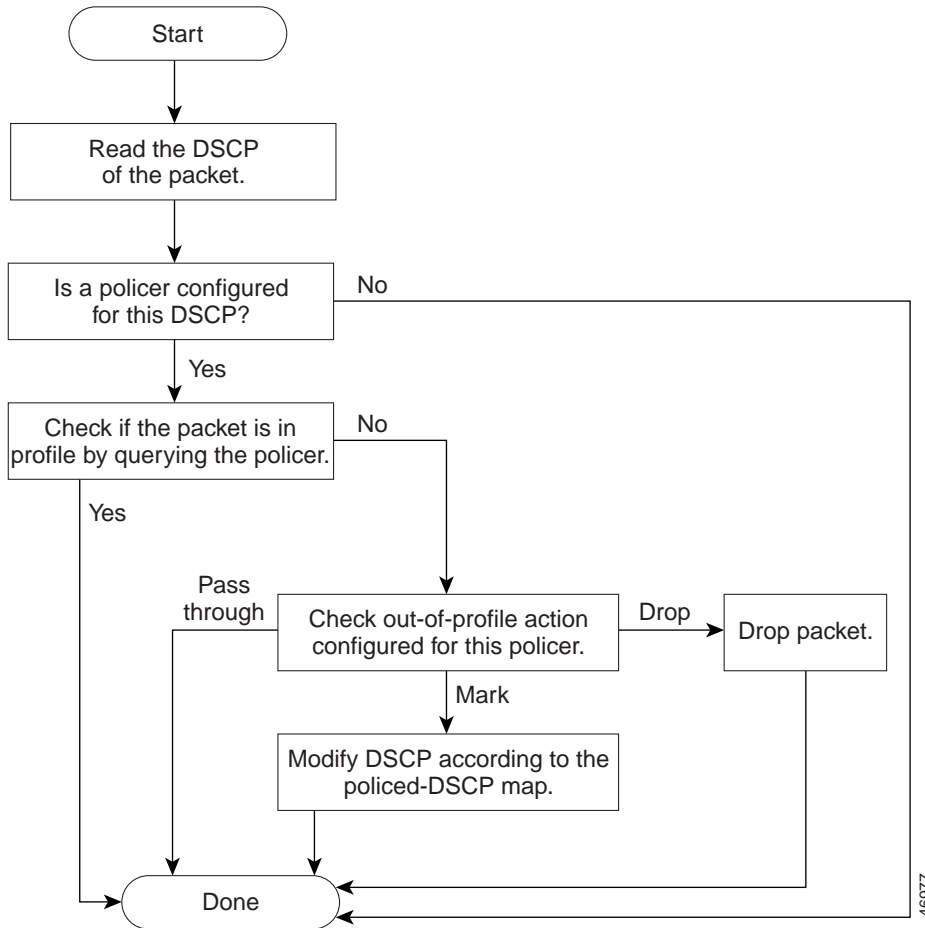 Start
Read the DSCP
of the packet.
Is a policer configured
for this DSCP?
No
Yes
Check if the packet is in
profile by querying the policer.
No
Yes
Pass
through
Check out-of-profile action
configured for this policer.
Drop
Drop packet.
Mark
Modify DSCP according to the
policed-DSCP map.
Done
46977